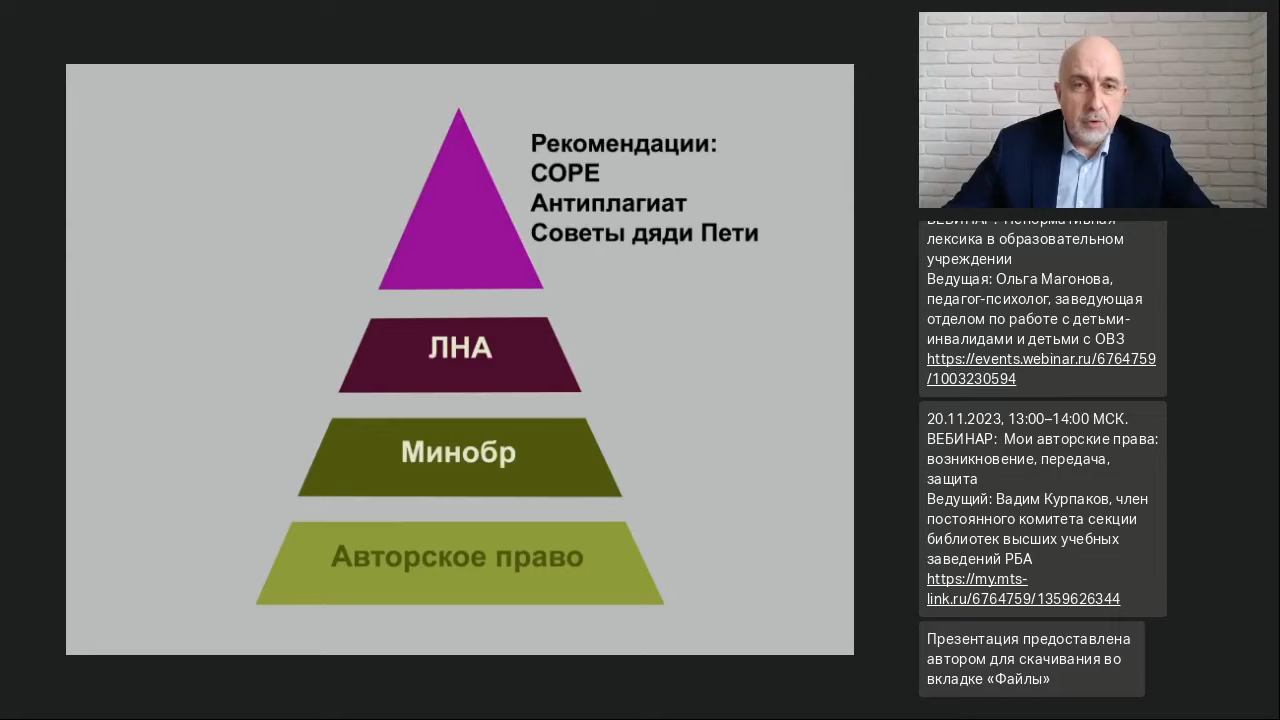 Рекомендации:
COPE
Антиплагиат
Советы дяди Пети
ЛНА
Минобр
Авторское право
ВЕБИНАР: Ненормативная
лексика в образовательном
учреждении
Ведущая: Ольга Магонова,
педагог-психолог, заведующая
отделом по работе с детьми-
инвалидами и детьми с ОВЗ
https://events.webinar.ru/6764759
/1003230594
20.11.2023, 13:00–14:00 МСК.
ВЕБИНАР: Мои авторские права:
возникновение, передача,
защита
Ведущий: Вадим Курпаков, член
постоянного комитета секции
библиотек высших учебных
заведений РБА
https://my.mts-
link.ru/6764759/1359626344
Презентация предоставлена
автором для скачивания во
вкладке «Файлы»